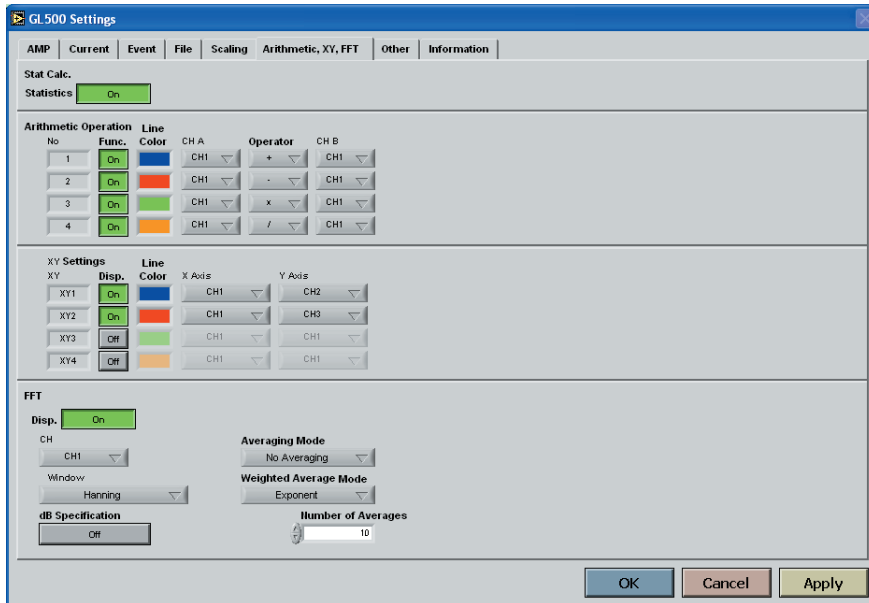 GL500 Settings
AMP Current Event File Scaling Arithmetic, XY, FFT Other Information
Stat Calc.
Statistics On
Arithmetic Operation Line
No Func. Color CH A Operator CH B
1 On CH1 + CH1
2 On CH1 - CH1
3 On CH1 x CH1
4 On CH1 / CH1
XY Settings Line
XY Disp. Color X Axis Y Axis
XY1 On CH1 CH2
XY2 On CH1 CH3
XY3 Off CH1 CH1
XY4 Off CH1 CH1
FFT
Disp. On
CH Averaging Mode
CH1 No Averaging
Window Weighted Average Mode
Hanning Exponent
dB Specification Number of Averages
Off 10
OK Cancel Apply